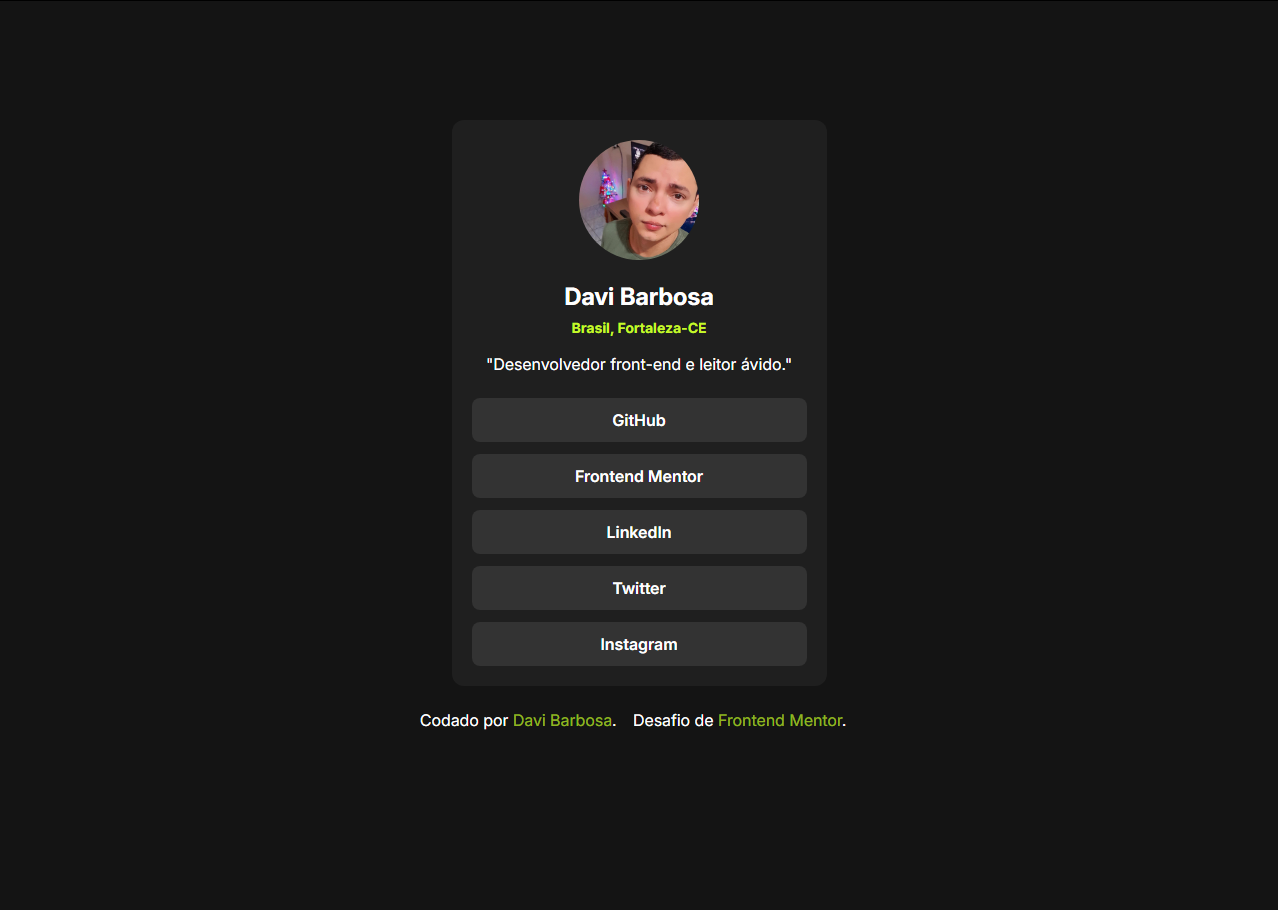 Davi Barbosa
Brasil, Fortaleza-CE
"Desenvolvedor front-end e leitor ávido."
GitHub
Frontend Mentor
LinkedIn
Twitter
Instagram
Codado por Davi Barbosa. Desafio de Frontend Mentor.